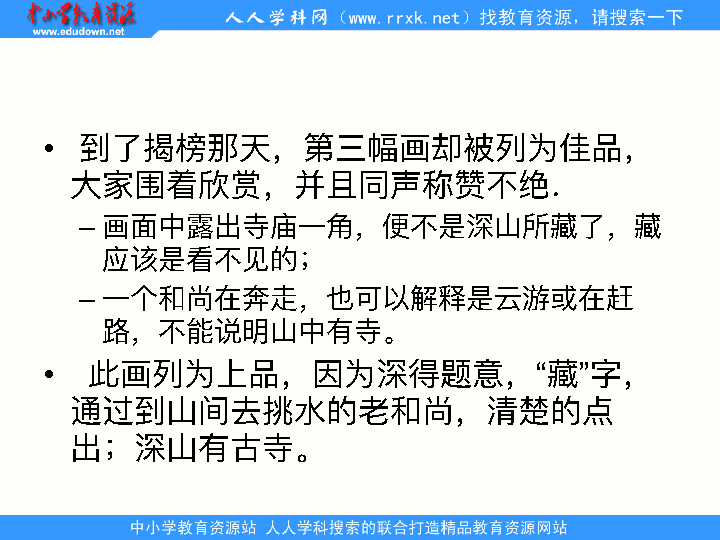 中小学教育资源
www.edudown.net
人人学科网（www.rrxk.net）找教育资源，请搜索一下
• 到了揭榜那天，第三幅画却被列为佳品，
大家围着欣赏，并且同声称赞不绝.
– 画面中露出寺庙一角，便不是深山所藏了，藏
应该是看不见的；
– 一个和尚在奔走，也可以解释是云游或在赶
路，不能说明山中有寺。
• 此画列为上品，因为深得题意，“藏”字，
通过到山间去挑水的老和尚，清楚的点
出；深山有古寺。
中小学教育资源站 人人学科搜索的联合打造精品教育资源网站